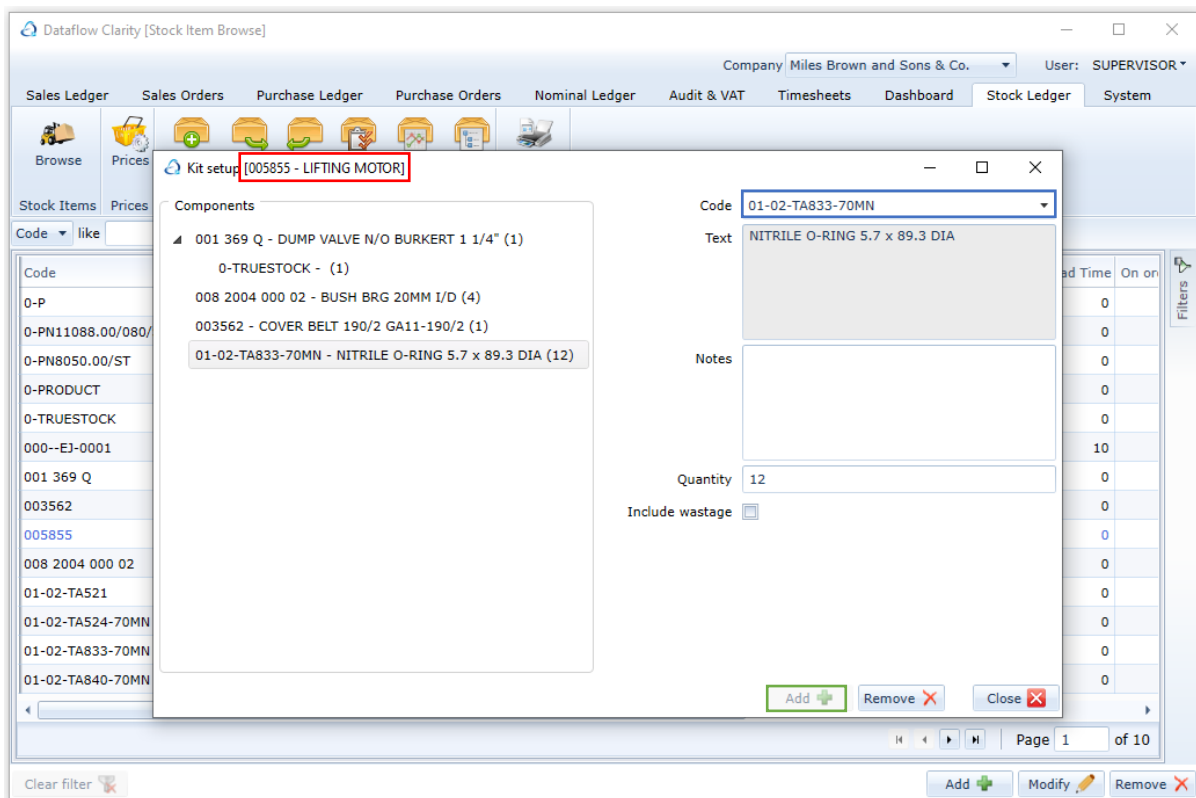 Dataflow Clarity [Stock Item Browse]
Company Miles Brown and Sons & Co. User: SUPERVISOR
Sales Ledger Sales Orders Purchase Ledger Purchase Orders Nominal Ledger Audit & VAT Timesheets Dashboard Stock Ledger System
Browse Prices
Stock Items Prices
Kit setup [005855 - LIFTING MOTOR]
Code like
Components
001 369 Q - DUMP VALVE N/O BURKERT 1 1/4" (1)
0-TRUESTOCK - (1)
008 2004 000 02 - BUSH BRG 20MM I/D (4)
003562 - COVER BELT 190/2 GA11-190/2 (1)
01-02-TA833-70MN - NITRILE O-RING 5.7 x 89.3 DIA (12)
Code 01-02-TA833-70MN
Text NITRILE O-RING 5.7 x 89.3 DIA
Notes
Quantity 12
Include wastage
Add Remove Close
Code
0-P
0-PN11088.00/080/
0-PN8050.00/ST
0-PRODUCT
0-TRUESTOCK
000--EJ-0001
001 369 Q
003562
005855
008 2004 000 02
01-02-TA521
01-02-TA524-70MN
01-02-TA833-70MN
01-02-TA840-70MN
Time On
0
0
0
0
0
10
0
0
0
0
0
0
0
0
Filters
Page 1 of 10
Clear filter Add Modify Remove